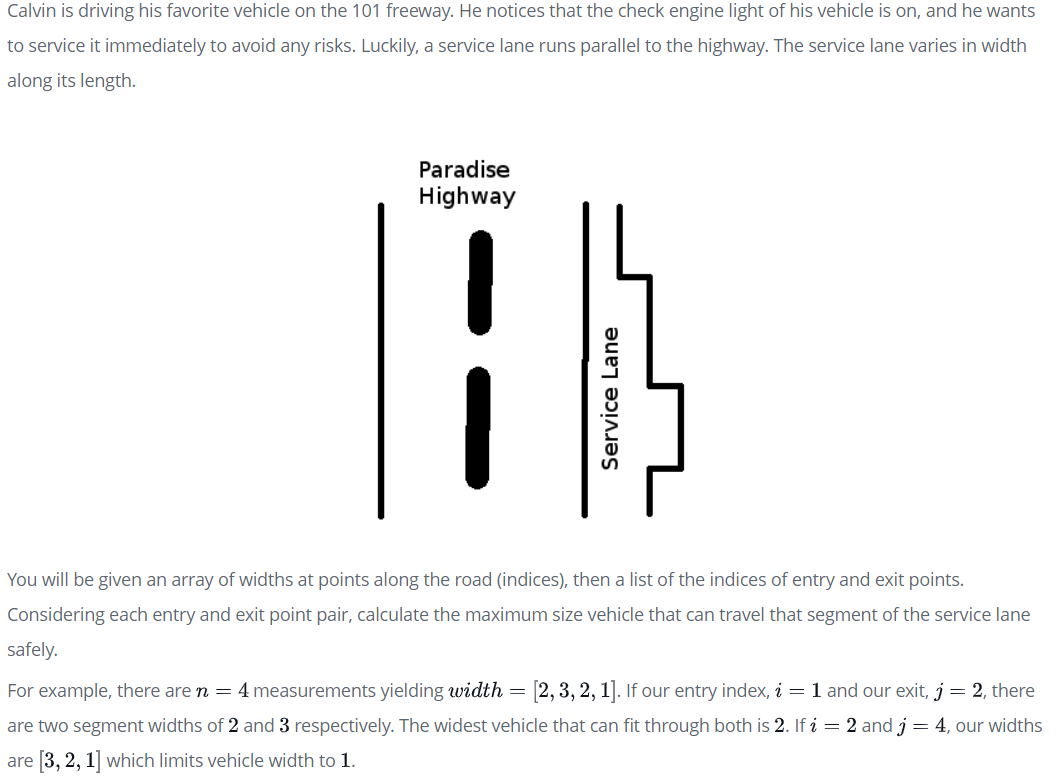 Calvin is driving his favorite vehicle on the 101 freeway. He notices that the check engine light of his vehicle is on, and he wants
to service it immediately to avoid any risks. Luckily, a service lane runs parallel to the highway. The service lane varies in width
along its length.
Paradise
Highway
Service Lane
You will be given an array of widths at points along the road (indices), then a list of the indices of entry and exit points.
Considering each entry and exit point pair, calculate the maximum size vehicle that can travel that segment of the service lane
safely.
For example, there are n = 4 measurements yielding width = [2, 3, 2, 1]. If our entry index, i = 1 and our exit, j = 2, there
are two segment widths of 2 and 3 respectively. The widest vehicle that can fit through both is 2. If i = 2 and j = 4, our widths
are [3, 2, 1] which limits vehicle width to 1.